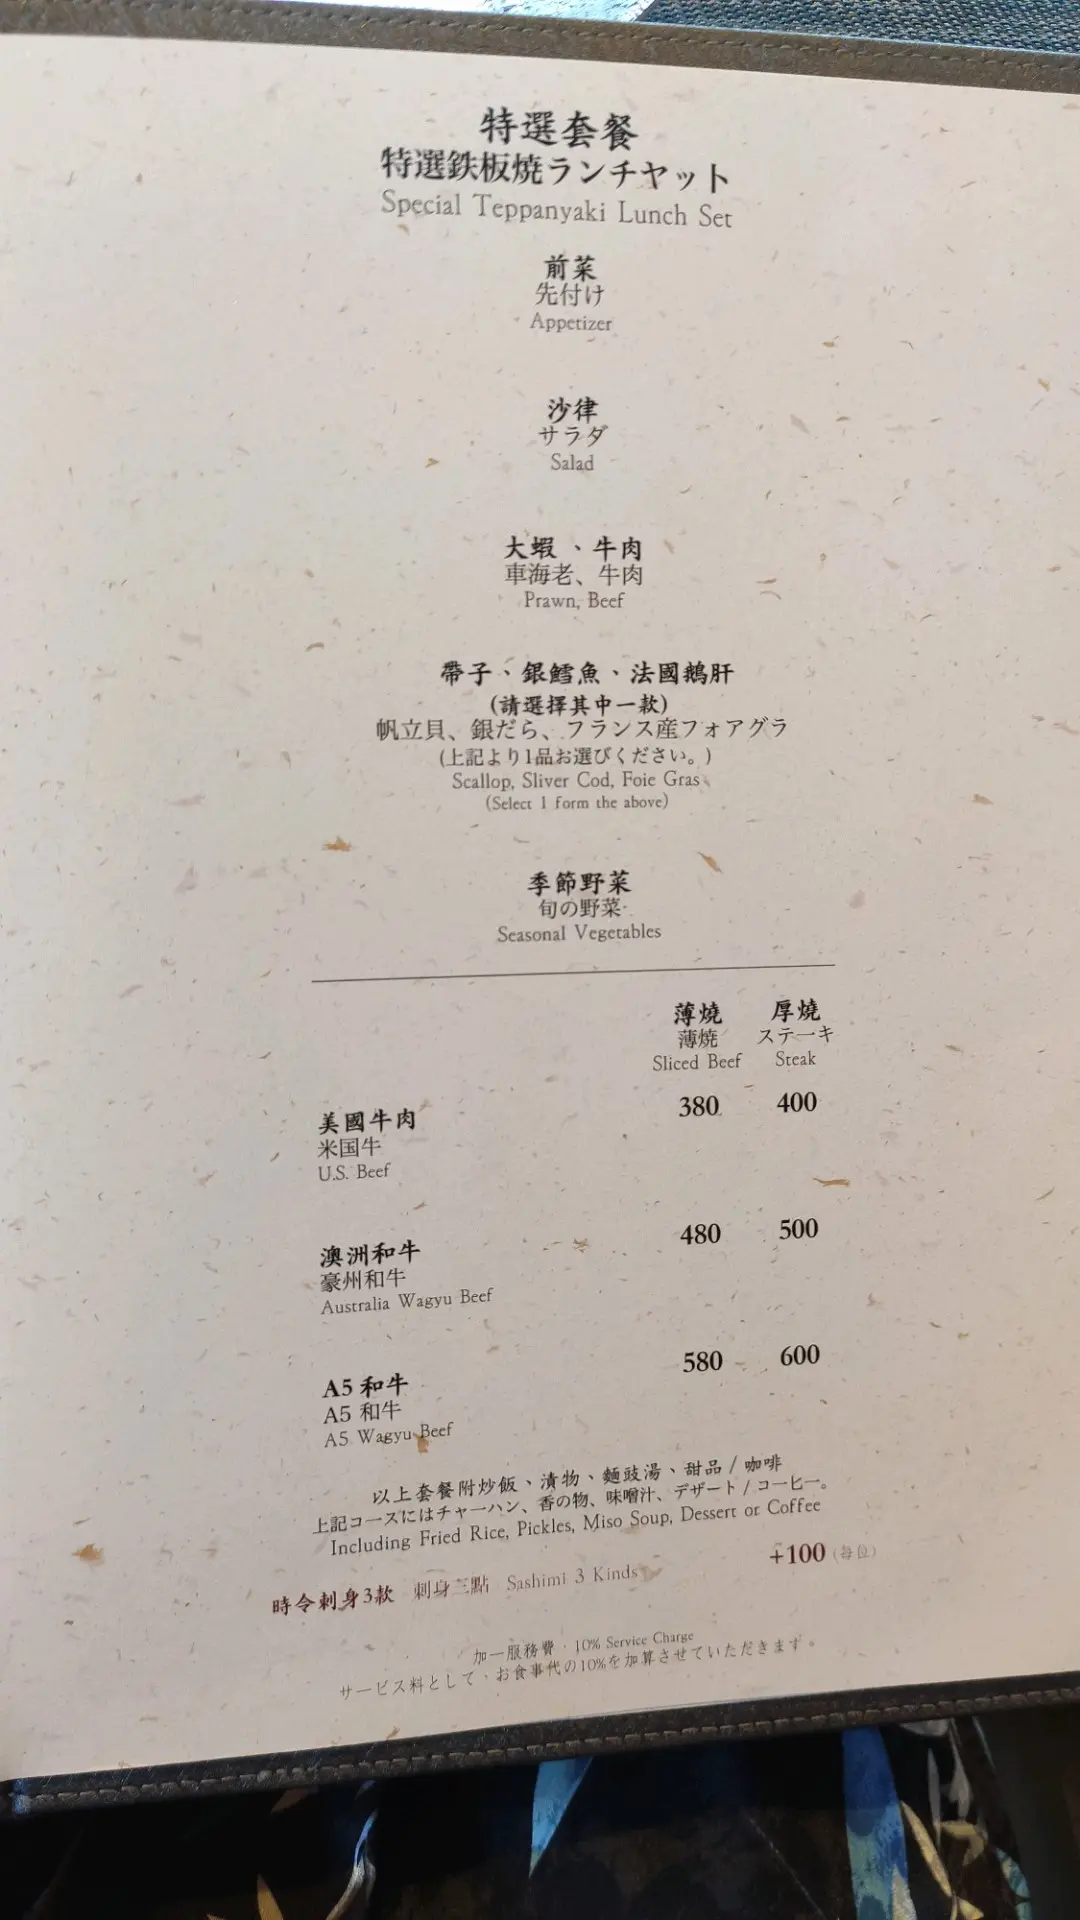 特選套餐
特選鉄板焼ランチヤット
Special Teppanyaki Lunch Set
前菜
先付け
Appetizer
沙律
サラダ
Salad
大蝦、牛肉
車海老、牛肉
Prawn, Beef
帶子、銀鱈魚、法國鵝肝
(請選擇其中一款)
帆立貝、銀だら、フランス産フォアグラ
(上記より1品お選びください。)
Scallop, Sliver Cod, Foie Gras
(Select 1 form the above)
季節野菜
旬の野菜
Seasonal Vegetables
薄燒 厚燒
薄焼 ステーキ
Sliced Beef Steak
380 400
美國牛肉
米国牛
U.S. Beef
480 500
澳洲和牛
豪州和牛
Australia Wagyu Beef
580 600
A5 和牛
A5 和牛
A5 Wagyu Beef
以上套餐附炒飯、漬物、麵豉湯、甜品 / 咖啡
上記コースにはチャーハン、香の物、味噌汁、デザート / コーヒー。
Including Fried Rice, Pickles, Miso Soup, Dessert or Coffee
時令刺身3款 刺身三點 Sashimi 3 Kinds +100 (每位)
加一服務費，10% Service Charge
サービス料として、お食事代の10%を加算させていただきます。